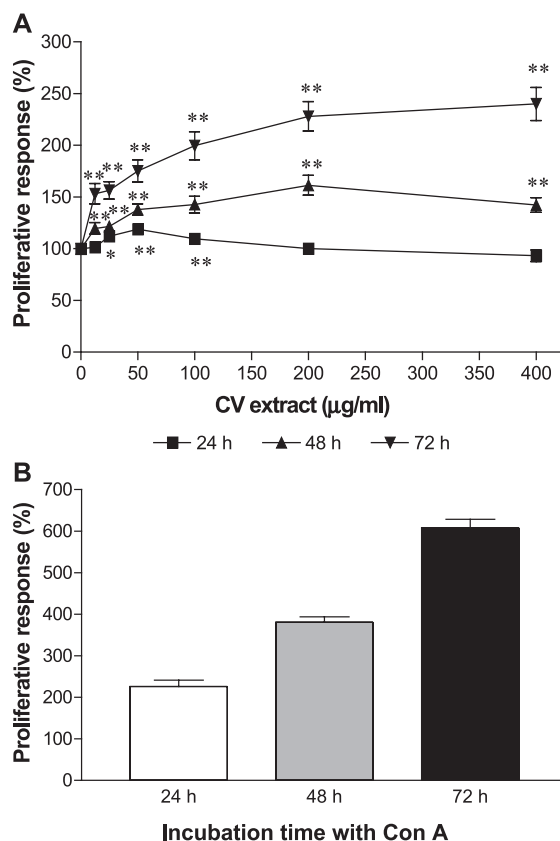 A
Proliferative response (%)
300
250
200
150
100
50
0
** ** ** ** ** **
** ** ** ** ** **
* ** **
0 50 100 150 200 250 300 350 400
CV extract (μg/ml)
24 h 48 h 72 h
B
Proliferative response (%)
700
600
400
300
200
100
0
24 h 48 h 72 h
Incubation time with Con A